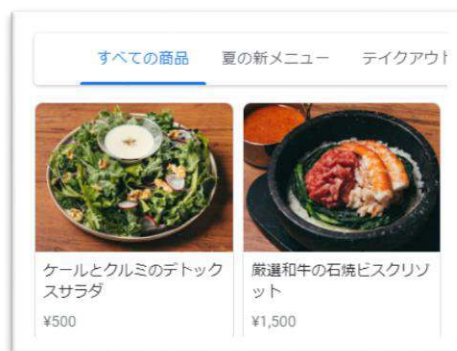 すべての商品 夏の新メニュー テイクアウト
ケールとクルミのデトック
スサラダ
¥500
厳選和牛の石焼ビスクリゾ
ット
¥1,500